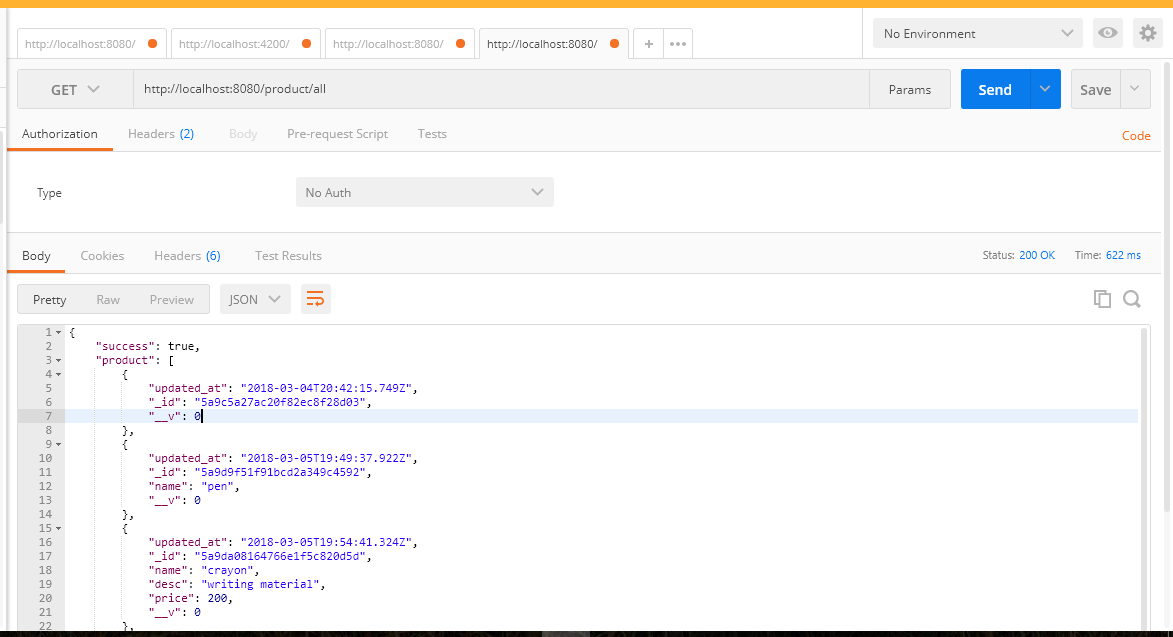 http://localhost:8080/ http://localhost:4200/ http://localhost:8080/ http://localhost:8080/ + ••• No Environment
GET http://localhost:8080/product/all Params Send Save
Authorization Headers (2) Body Pre-request Script Tests Code
Type No Auth
Body Cookies Headers (6) Test Results Status: 200 OK Time: 622 ms
Pretty Raw Preview JSON
1 {
2 "success": true,
3 "product": [
4 {
5 "updated_at": "2018-03-04T20:42:15.749Z",
6 "_id": "5a9c5a27ac20f82ec8f28d03",
7 "__v": 0
8 },
9 {
10 "updated_at": "2018-03-05T19:49:37.922Z",
11 "_id": "5a9d9f51f91bcd2a349c4592",
12 "name": "pen",
13 "__v": 0
14 },
15 {
16 "updated_at": "2018-03-05T19:54:41.324Z",
17 "_id": "5a9da08164766e1f5c820d5d",
18 "name": "crayon",
19 "desc": "writing material",
20 "price": 200,
21 "__v": 0
22 },